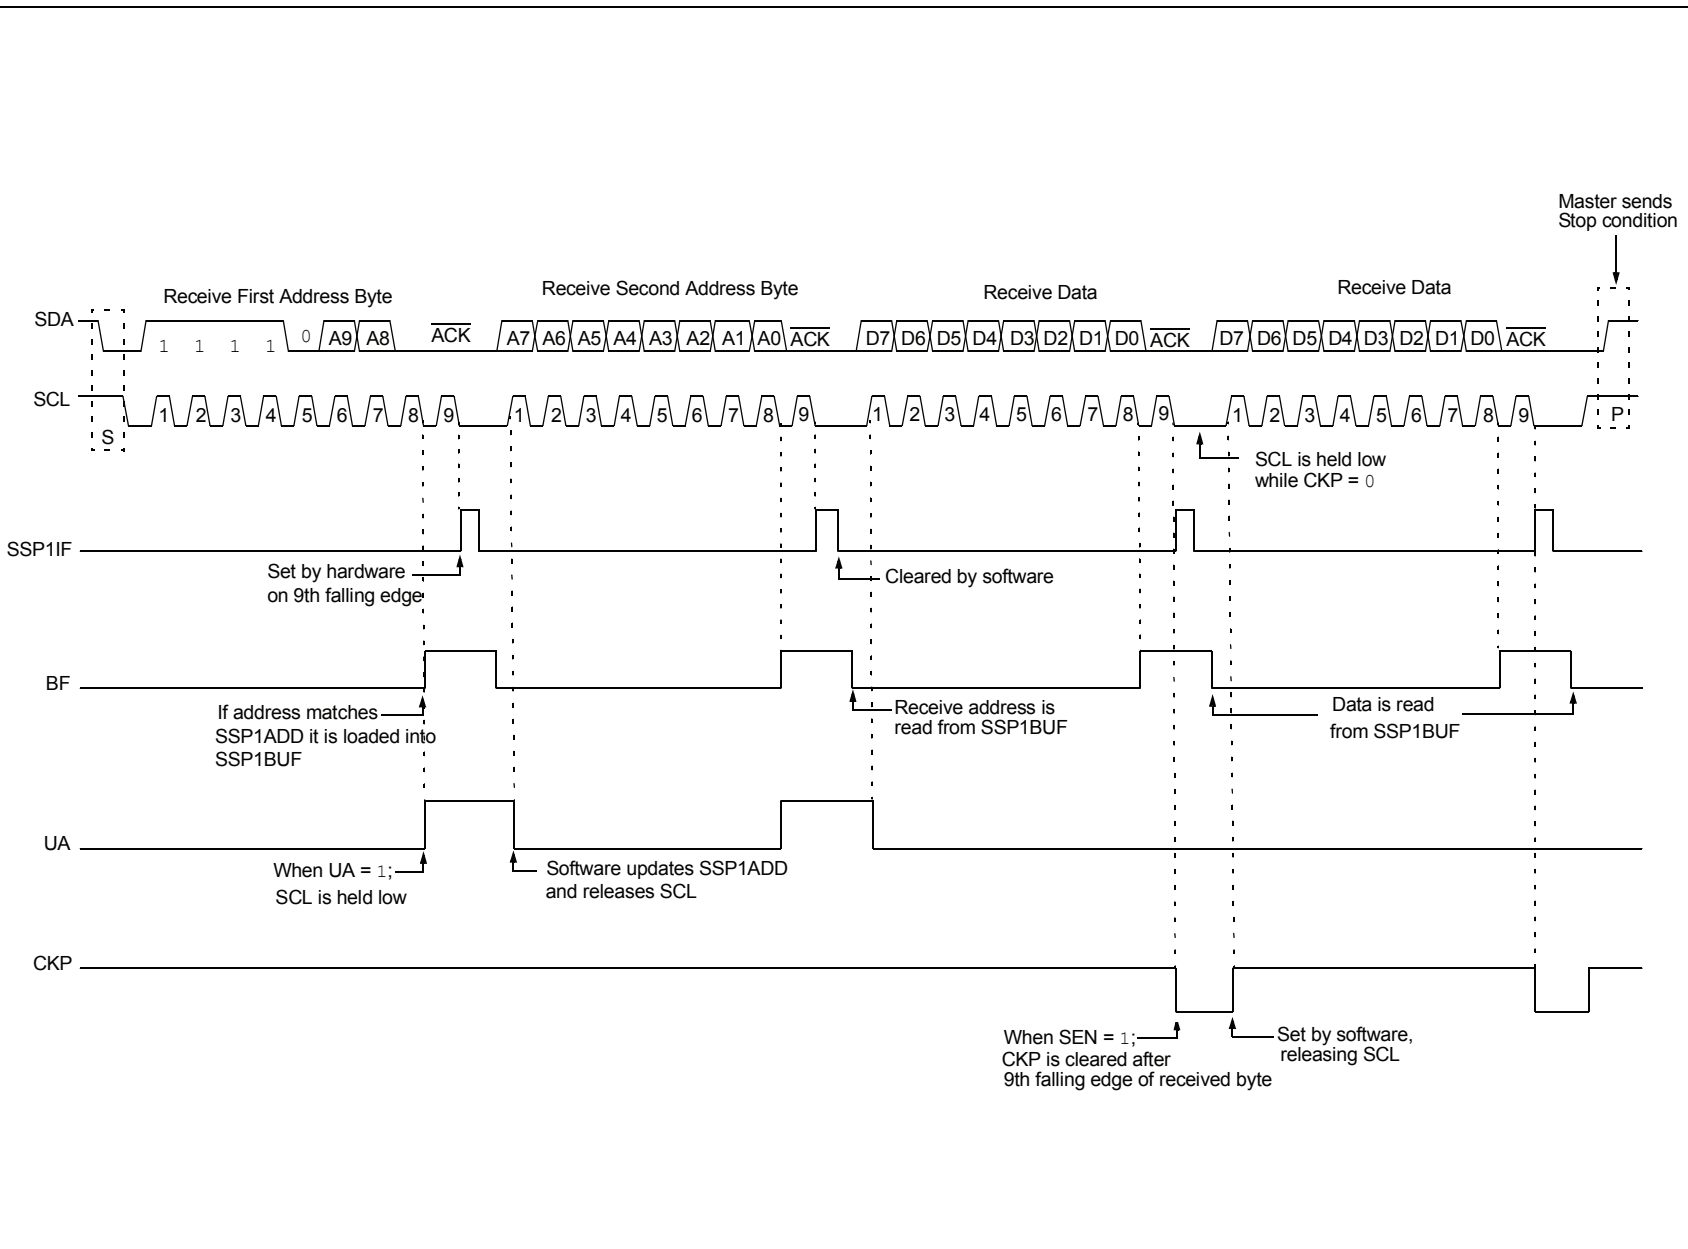 Master sends
Stop condition
Receive First Address Byte
Receive Second Address Byte
Receive Data
Receive Data
SDA
1 1 1 1 0 A9 A8 ACK A7 A6 A5 A4 A3 A2 A1 A0 ACK D7 D6 D5 D4 D3 D2 D1 D0 ACK D7 D6 D5 D4 D3 D2 D1 D0 ACK
SCL
S
1 2 3 4 5 6 7 8 9 1 2 3 4 5 6 7 8 9 1 2 3 4 5 6 7 8 9 1 2 3 4 5 6 7 8 9
P
SCL is held low
while CKP = 0
SSP1IF
Set by hardware
on 9th falling edge
Cleared by software
BF
If address matches
SSP1ADD it is loaded into
SSP1BUF
Receive address is
read from SSP1BUF
Data is read
from SSP1BUF
UA
When UA = 1;
SCL is held low
Software updates SSP1ADD
and releases SCL
CKP
When SEN = 1;
CKP is cleared after
9th falling edge of received byte
Set by software,
releasing SCL